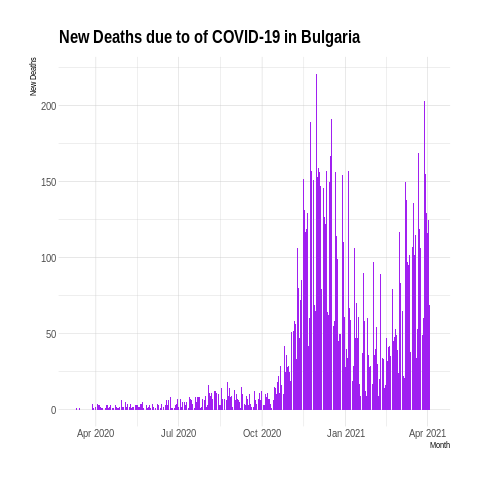 New Deaths due to of COVID-19 in Bulgaria
New Deaths
200
150
100
50
0
Apr 2020 Jul 2020 Oct 2020 Jan 2021 Apr 2021
Month